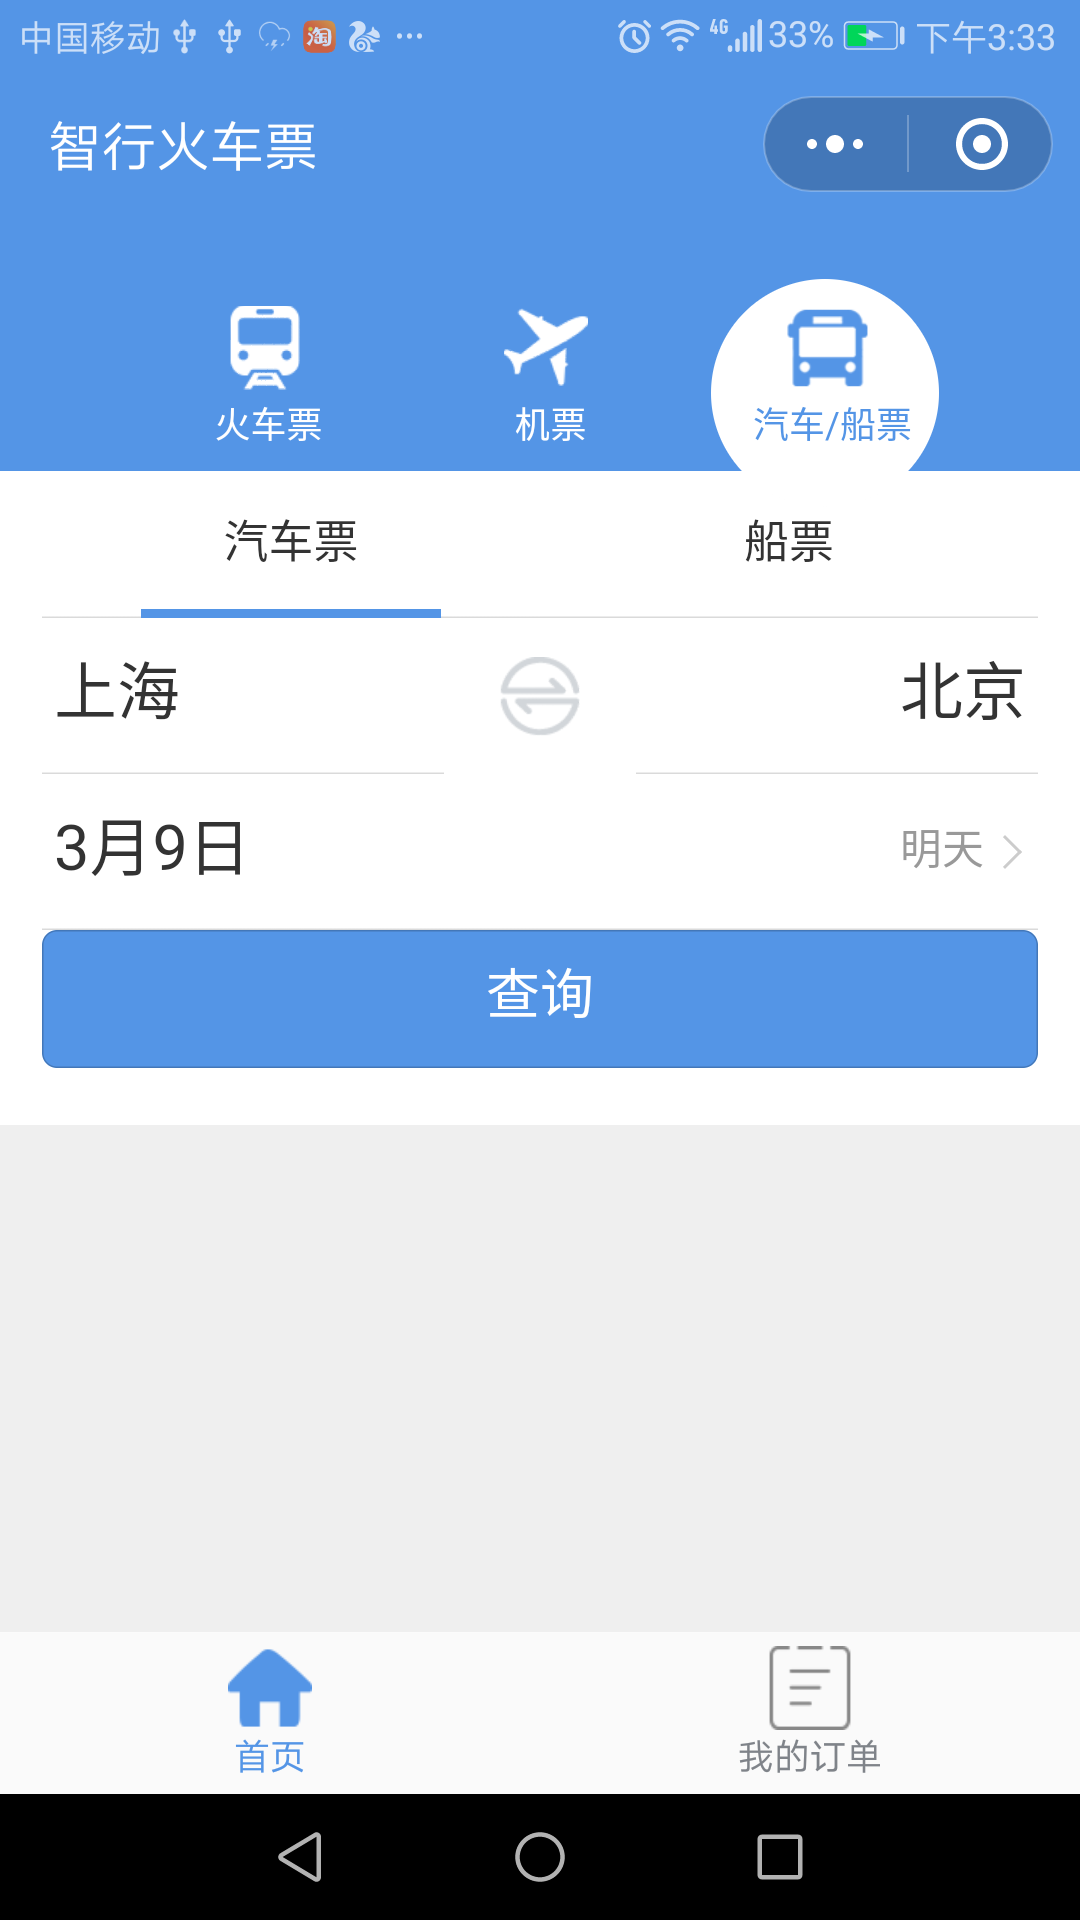 中国移动 淘 ... 4G 33% 下午3:33
智行火车票
火车票 机票 汽车/船票
汽车票 船票
上海 北京
3月9日 明天
查询
首页 我的订单